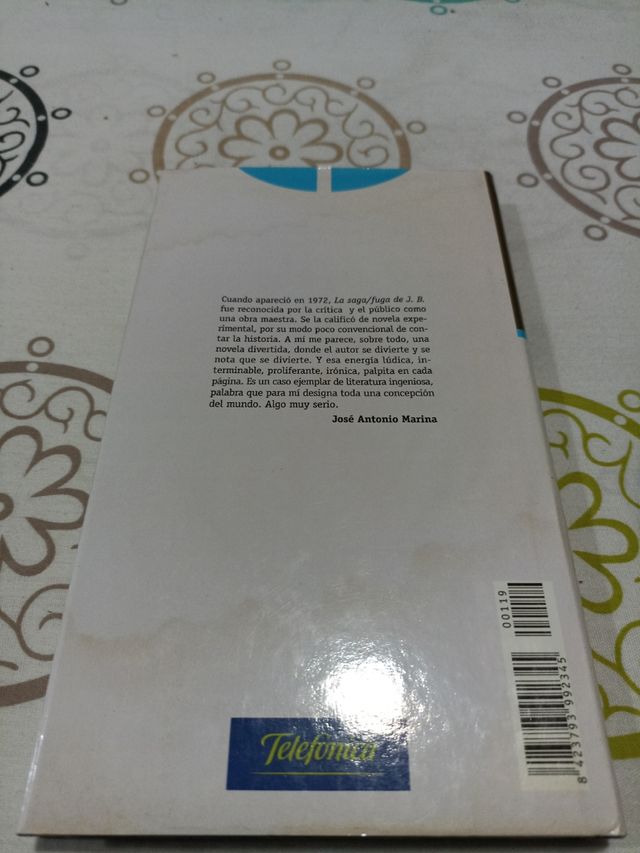 Cuando apareció en 1972, La saga/fuga de J. B.
fue reconocida por la crítica y el público como
una obra maestra. Se la calificó de novela expe-
rimental, por su modo poco convencional de con-
tar la historia. A mí me parece, sobre todo, una
novela divertida, donde el autor se divierte y se
nota que se divierte. Y esa energía lúdica, in-
terminable, proliferante, irónica, palpita en cada
página. Es un caso ejemplar de literatura ingeniosa,
palabra que para mí designa toda una concepción
del mundo. Algo muy serio.
José Antonio Marina
00119
8423793992345
Telefonica